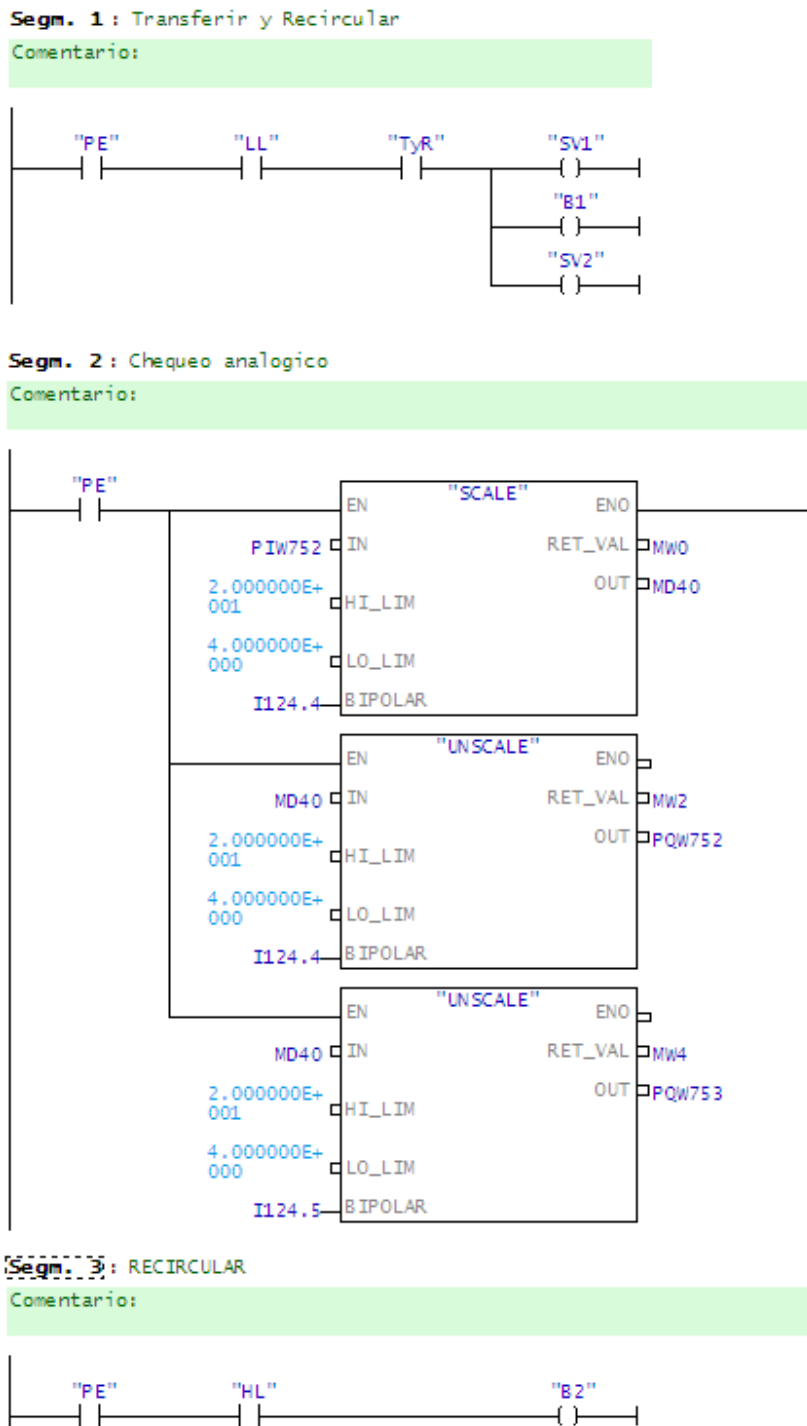 Segm. 1 : Transferir y Recircular
Comentario:
"PE" "LL" "TyR" "SV1"
"B1"
"SV2"
Segm. 2 : Chequeo analogico
Comentario:
"PE"
"SCALE"
EN ENO
PIW752 IN RET_VAL MW0
2.000000E+
001 HI_LIM OUT MD40
4.000000E+
000 LO_LIM
I124.4 BIPOLAR
"UNSCALE"
EN ENO
MD40 IN RET_VAL MW2
2.000000E+
001 HI_LIM OUT PQW752
4.000000E+
000 LO_LIM
I124.4 BIPOLAR
"UNSCALE"
EN ENO
MD40 IN RET_VAL MW4
2.000000E+
001 HI_LIM OUT PQW753
4.000000E+
000 LO_LIM
I124.5 BIPOLAR
Segm. 3 : RECIRCULAR
Comentario:
"PE" "HL" "B2"